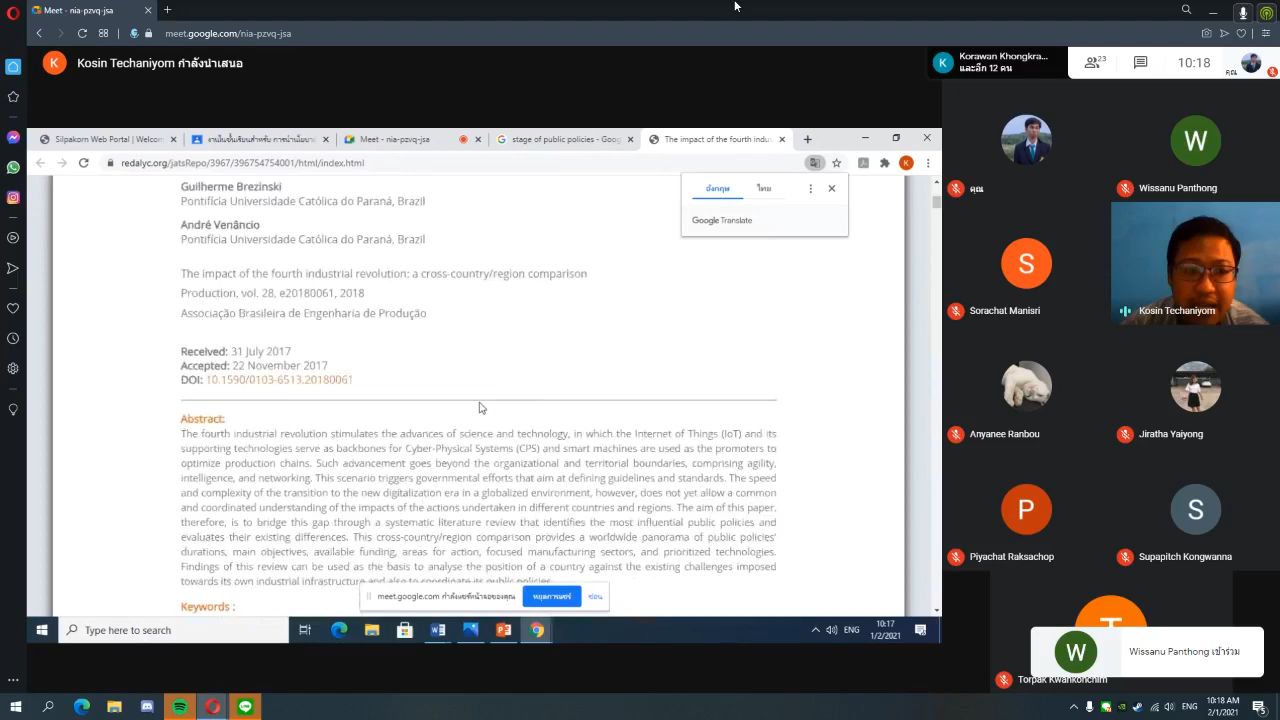 Meet - nia-pzvq-jsa
meet.google.com/nia-pzvq-jsa
K
Kosin Techaniyom กำลังนำเสนอ
K
Korawan Khongkra...
และอีก 12 คน
23
10:18
คุณ
Silpakorn Web Portal | Welcom
Meet - nia-pzvq-jsa
stage of public policies - Goog
The impact of the fourth indus
redalyc.org/jatsRepo/3967/396754754001/html/index.html
K
อังกฤษ
ไทย
Google Translate
Guilherme Brezinski
Pontifícia Universidade Católica do Paraná, Brazil
André Venâncio
Pontifícia Universidade Católica do Paraná, Brazil
The impact of the fourth industrial revolution: a cross-country/region comparison
Production, vol. 28, e20180061, 2018
Associação Brasileira de Engenharia de Produção
Received: 31 July 2017
Accepted: 22 November 2017
DOI: 10.1590/0103-6513.20180061
Abstract:
The fourth industrial revolution stimulates the advances of science and technology, in which the Internet of Things (IoT) and its
supporting technologies serve as backbones for Cyber-Physical Systems (CPS) and smart machines are used as the promoters to
optimize production chains. Such advancement goes beyond the organizational and territorial boundaries, comprising agility,
intelligence, and networking. This scenario triggers governmental efforts that aim at defining guidelines and standards. The speed
and complexity of the transition to the new digitalization era in a globalized environment, however, does not yet allow a common
and coordinated understanding of the impacts of the actions undertaken in different countries and regions. The aim of this paper,
therefore, is to bridge this gap through a systematic literature review that identifies the most influential public policies and
evaluates their existing differences. This cross-country/region comparison provides a worldwide panorama of public policies'
durations, main objectives, available funding, areas for action, focused manufacturing sectors, and prioritized technologies.
Findings of this review can be used as the basis to analyse the position of a country against the existing challenges imposed
towards its own industrial infrastructure and also to coordinate its public policies.
Keywords :
meet.google.com กำลังแชร์หน้าจอของคุณ
หยุดการแชร์
ซ่อน
Type here to search
ENG
10:17
1/2/2021
คุณ
W
Wissanu Panthong
S
Sorachat Manisri
Kosin Techaniyom
Anyanee Ranbou
Jiratha Yaiyong
P
Piyachat Raksachop
S
Supapitch Kongwanna
T
Torpak Kwankonchim
W
Wissanu Panthong เข้าร่วม
ENG
10:18 AM
2/1/2021
5